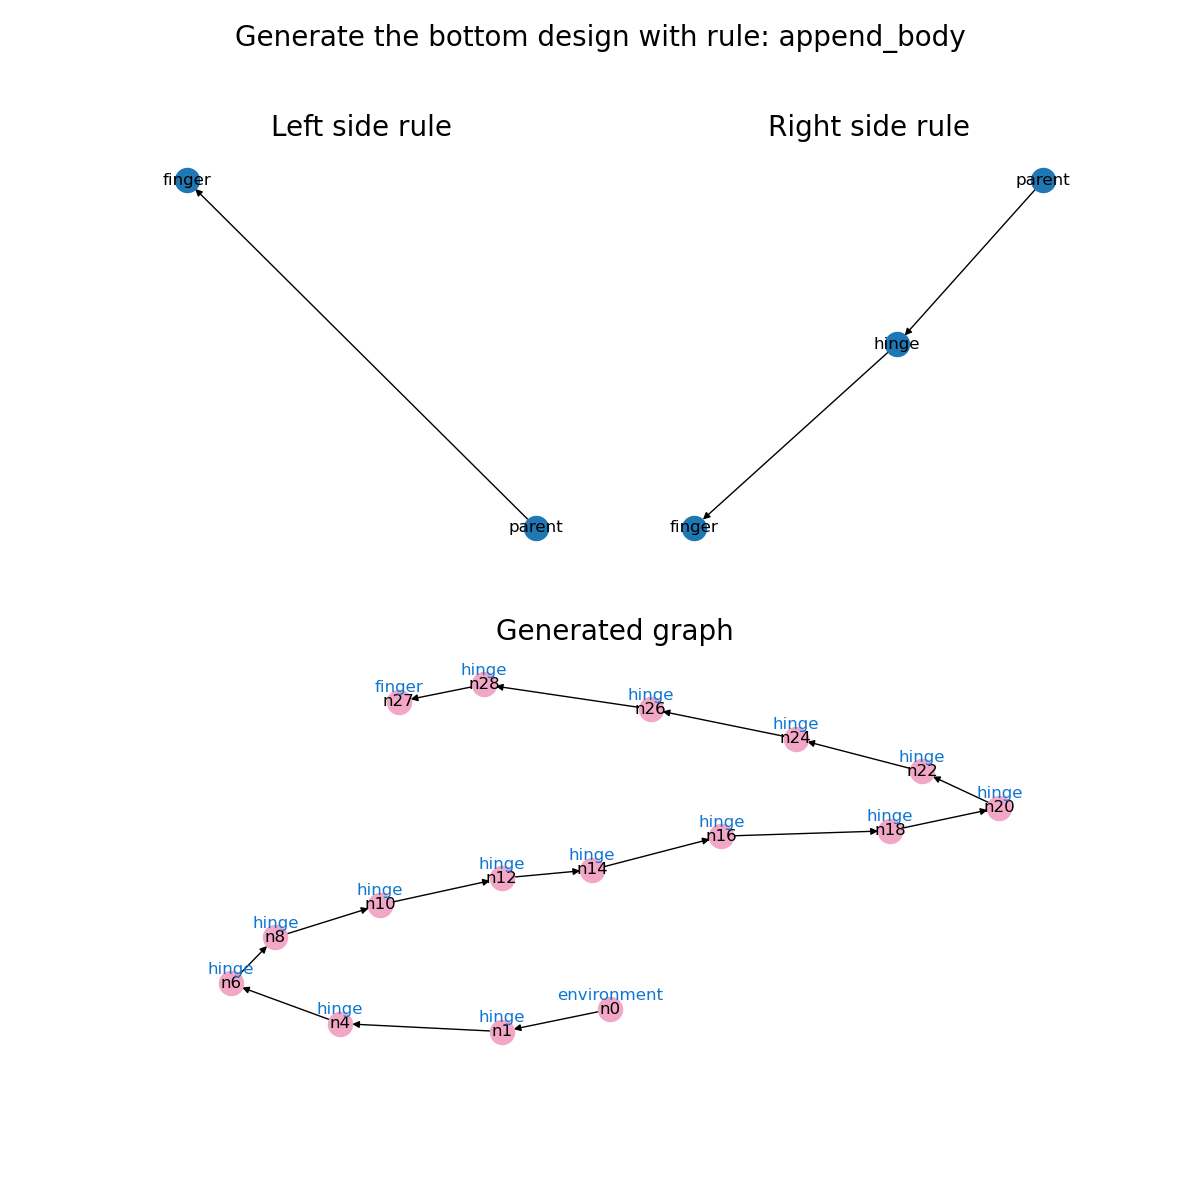 Generate the bottom design with rule: append_body
Left side rule
Right side rule
finger
parent
hinge
parent
finger
Generated graph
hinge
n28
finger
n27
hinge
n26
hinge
n24
hinge
n22
hinge
n20
hinge
n18
hinge
n16
hinge
n14
hinge
n12
hinge
n10
hinge
n8
hinge
n6
environment
n0
hinge
n4
hinge
n1